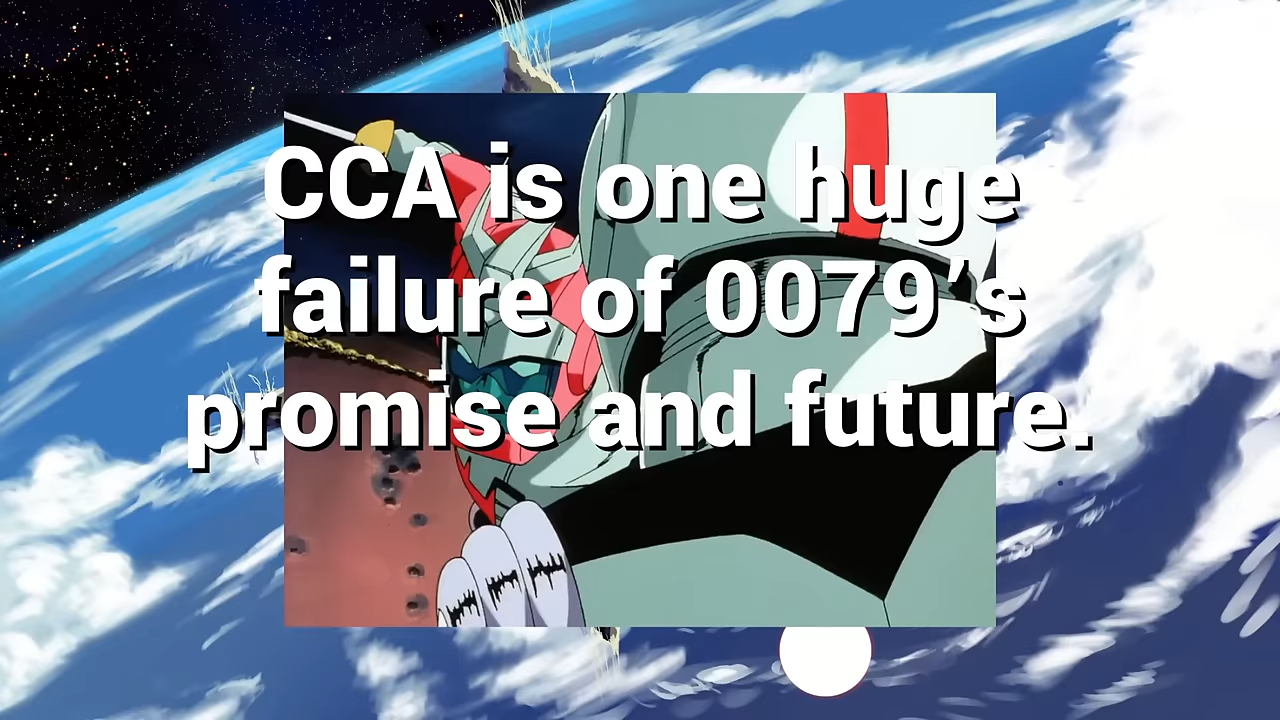 CCA is one huge
failure of 0079's
promise and future.